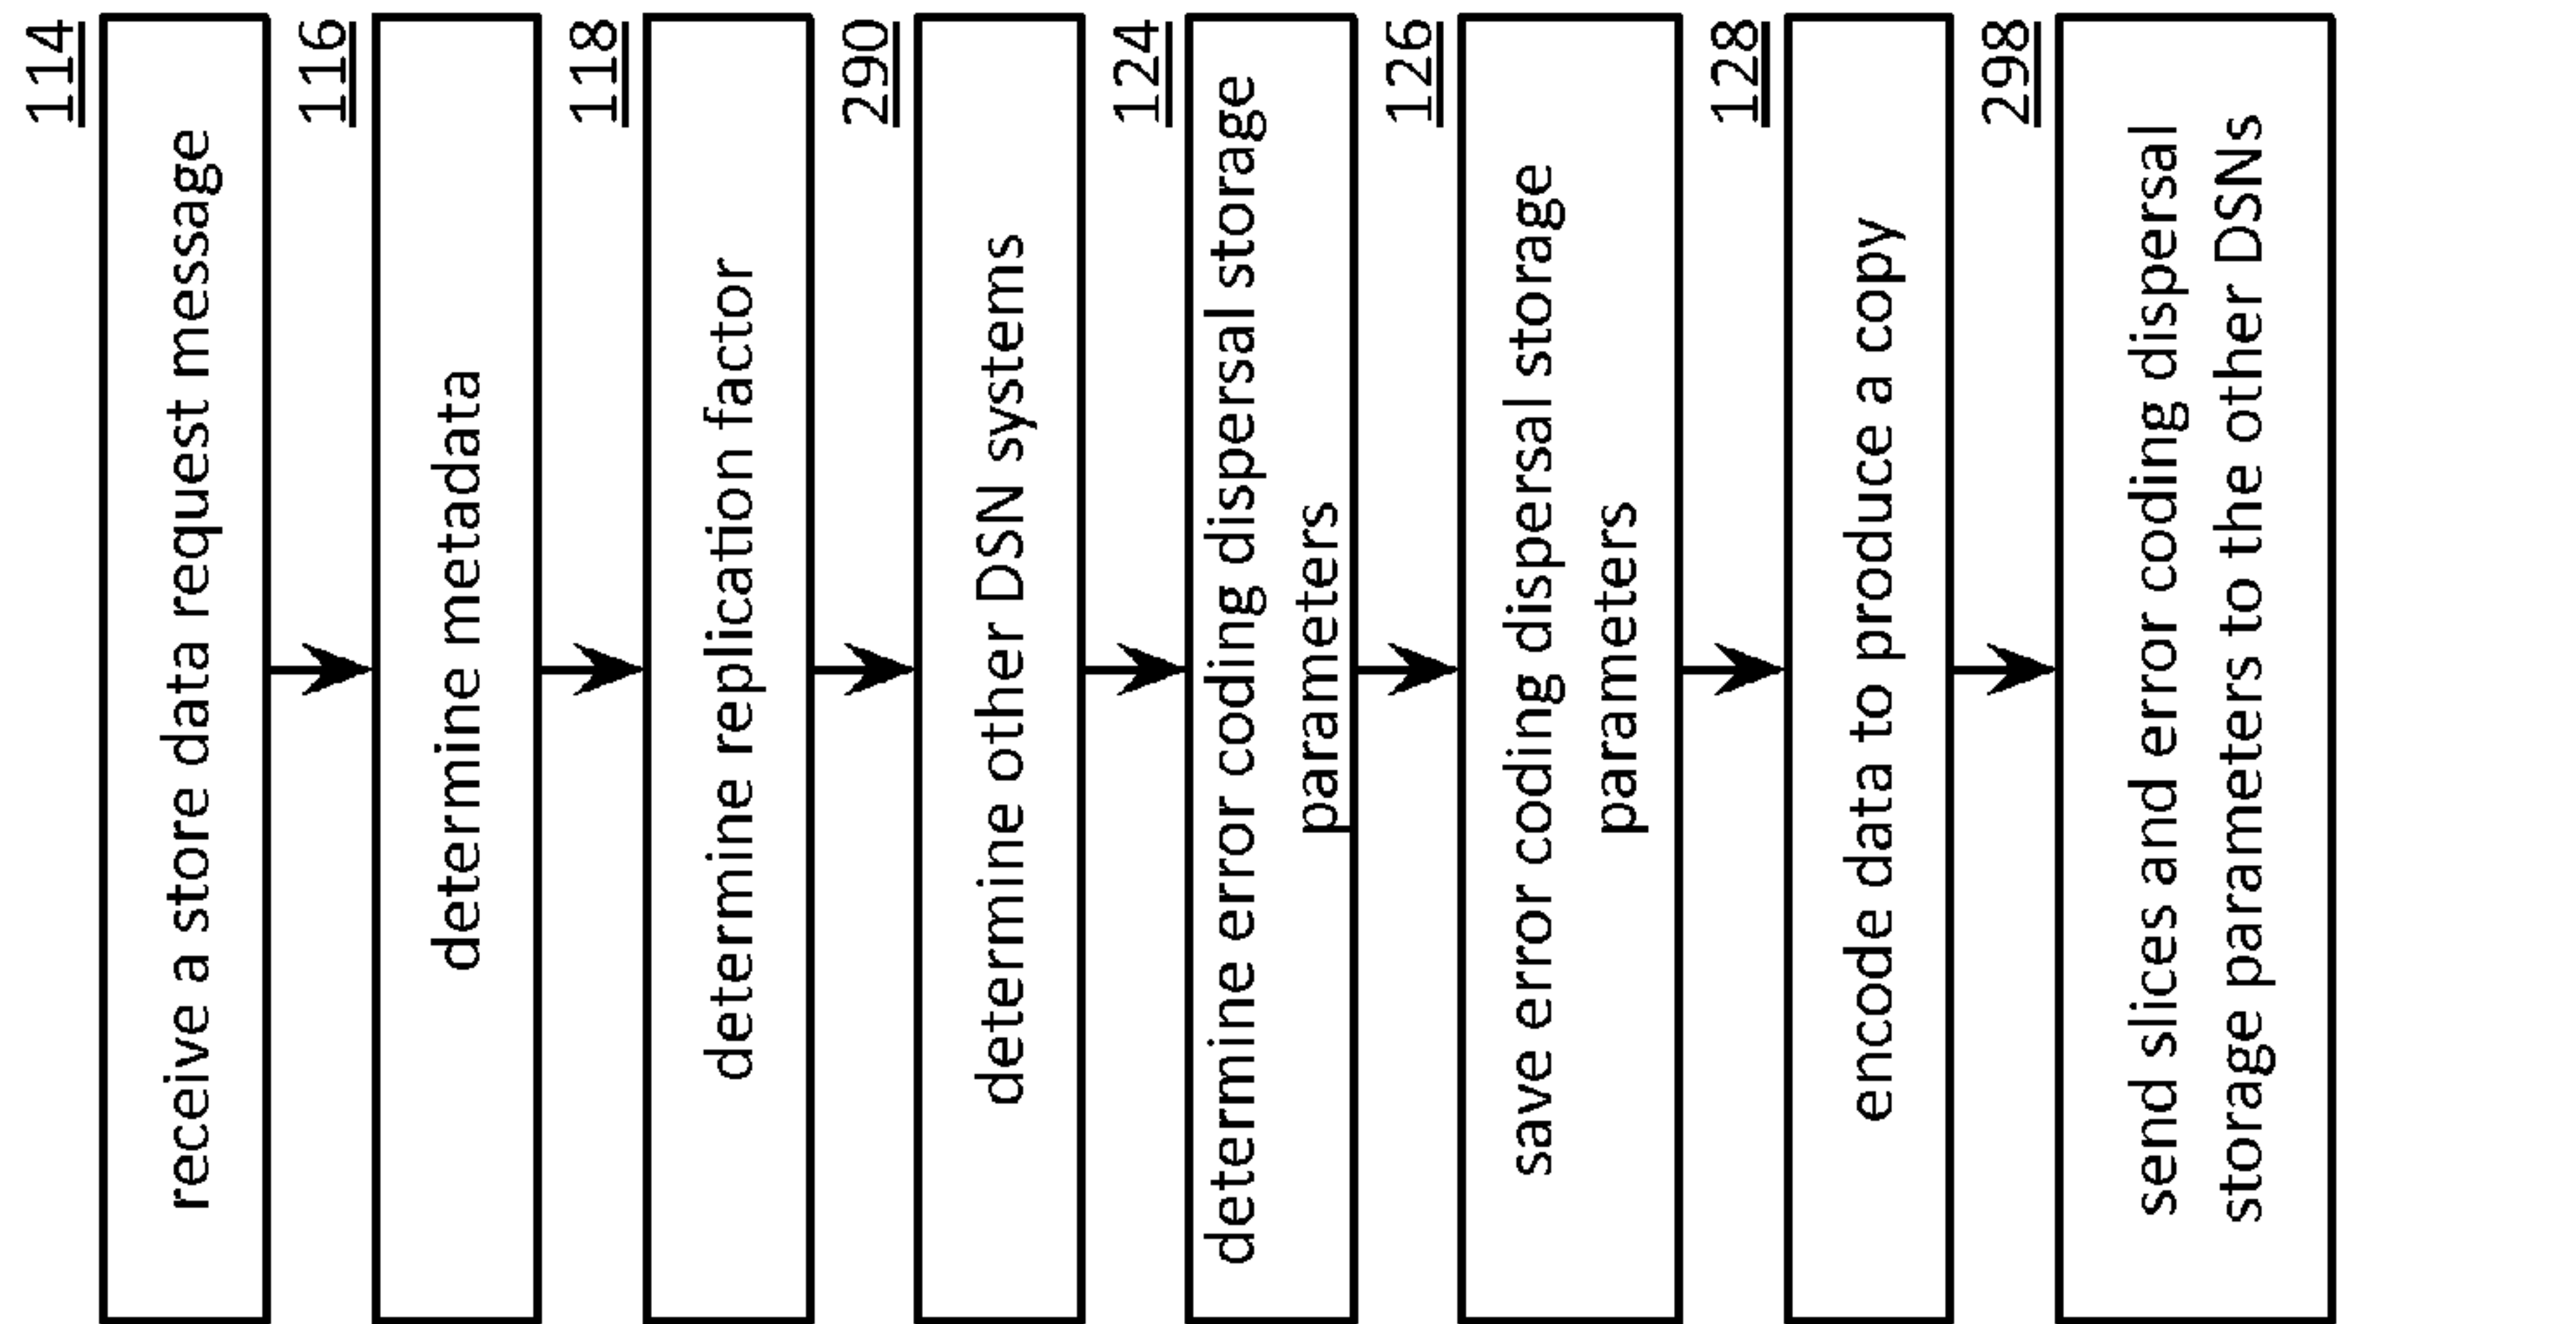 114
receive a store data request message
116
determine metadata
118
determine replication factor
290
determine other DSN systems
124
determine error coding dispersal storage
parameters
126
save error coding dispersal storage
parameters
128
encode data to produce a copy
298
send slices and error coding dispersal
storage parameters to the other DSNs